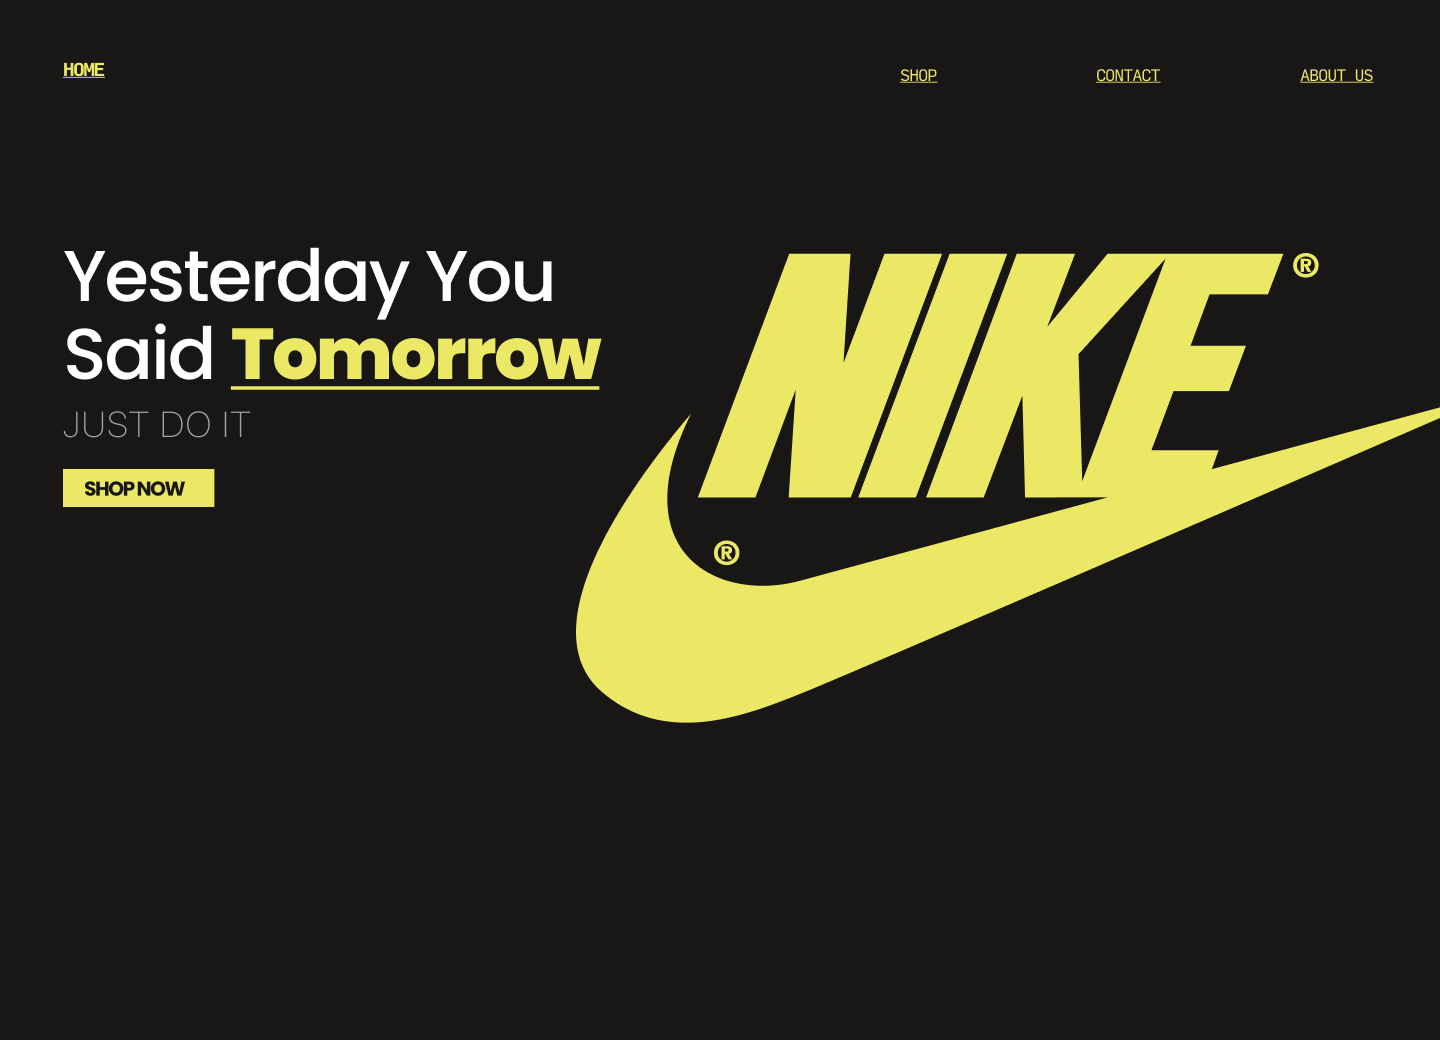 HOME
SHOP
CONTACT
ABOUT US
Yesterday You
Said Tomorrow
JUST DO IT
SHOP NOW
NIKE ®
®